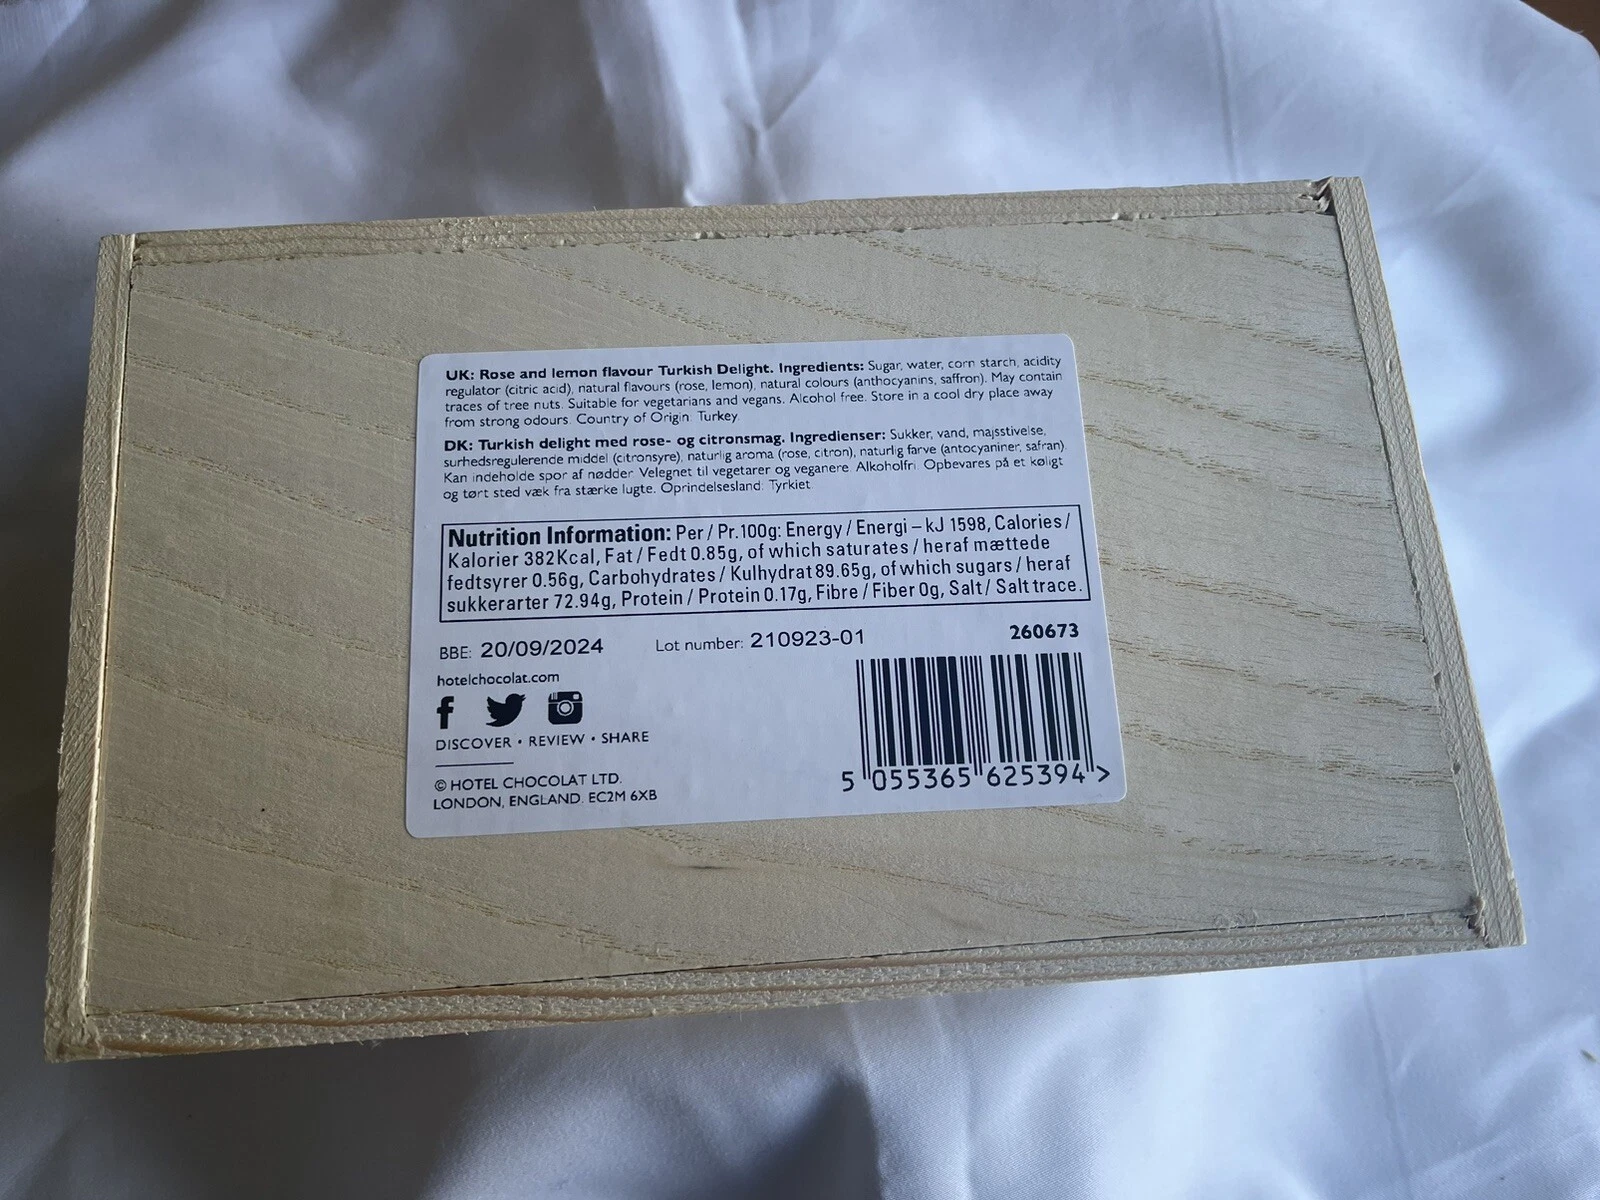 UK: Rose and lemon flavour Turkish Delight. Ingredients: Sugar, water, corn starch, acidity
regulator (citric acid), natural flavours (rose, lemon), natural colours (anthocyanins, saffron). May contain
traces of tree nuts. Suitable for vegetarians and vegans. Alcohol free. Store in a cool dry place away
from strong odours. Country of Origin: Turkey.
DK: Turkish delight med rose- og citronsmag. Ingredienser: Sukker, vand, majsstivelse,
surhedsregulerende middel (citronsyre), naturlig aroma (rose, citron), naturlig farve (antocyaniner, safran).
Kan indeholde spor af nødder. Velegnet til vegetarer og veganere. Alkoholfri. Opbevares på et køligt
og tørt sted væk fra stærke lugte. Oprindelsesland: Tyrkiet.
Nutrition Information: Per / Pr.100g: Energy / Energi – kJ 1598, Calories /
Kalorier 382Kcal, Fat / Fedt 0.85g, of which saturates / heraf mættede
fedtsyrer 0.56g, Carbohydrates / Kulhydrat 89.65g, of which sugars / heraf
sukkerarter 72.94g, Protein / Protein 0.17g, Fibre / Fiber 0g, Salt / Salt trace.
BBE: 20/09/2024 Lot number: 210923-01 260673
hotelchocolat.com
DISCOVER • REVIEW • SHARE
© HOTEL CHOCOLAT LTD.
LONDON, ENGLAND. EC2M 6XB
5 055365 625394 >